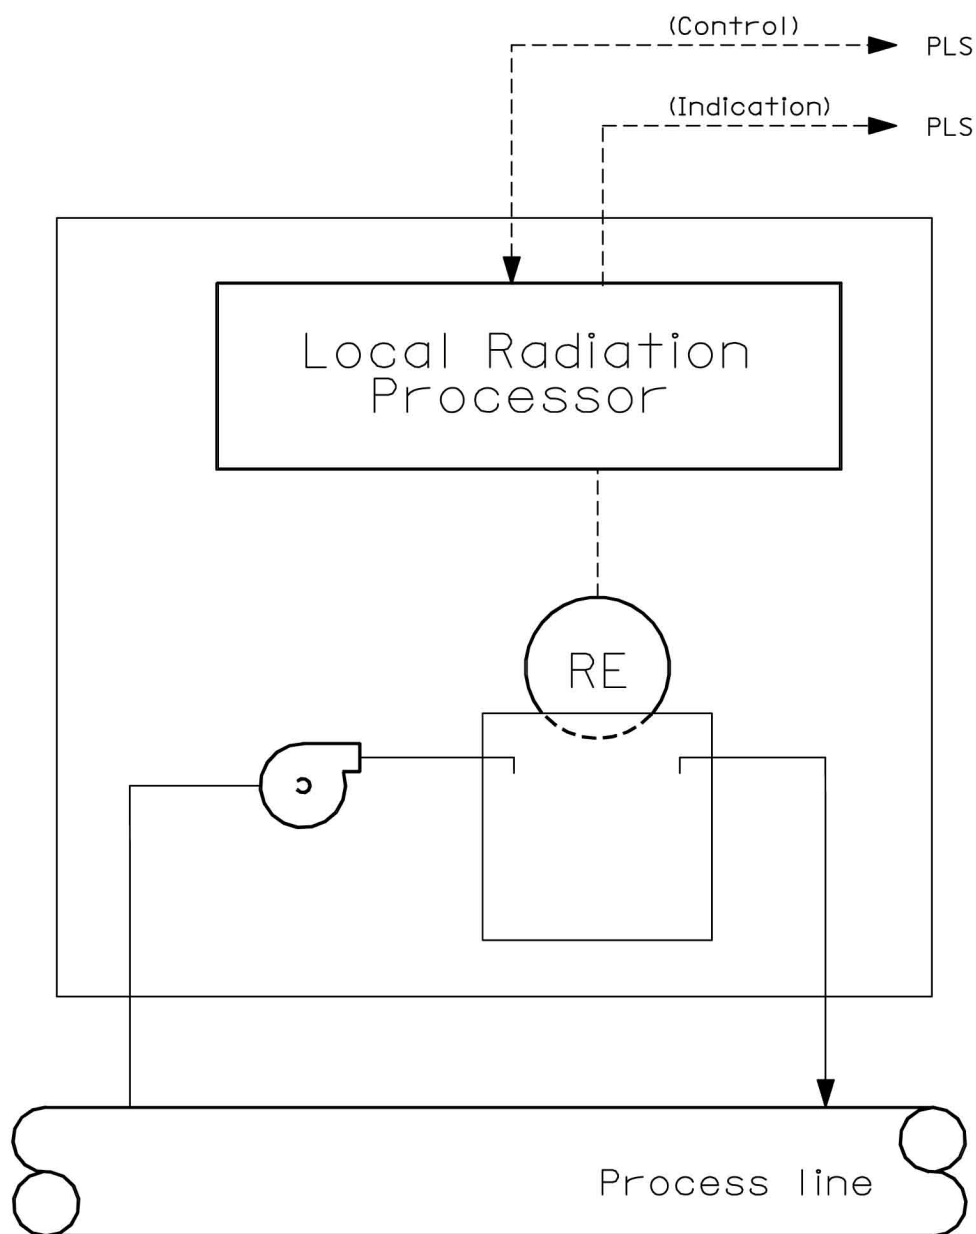 (Control)
PLS
(Indication)
PLS
Local Radiation
Processor
RE
Process line